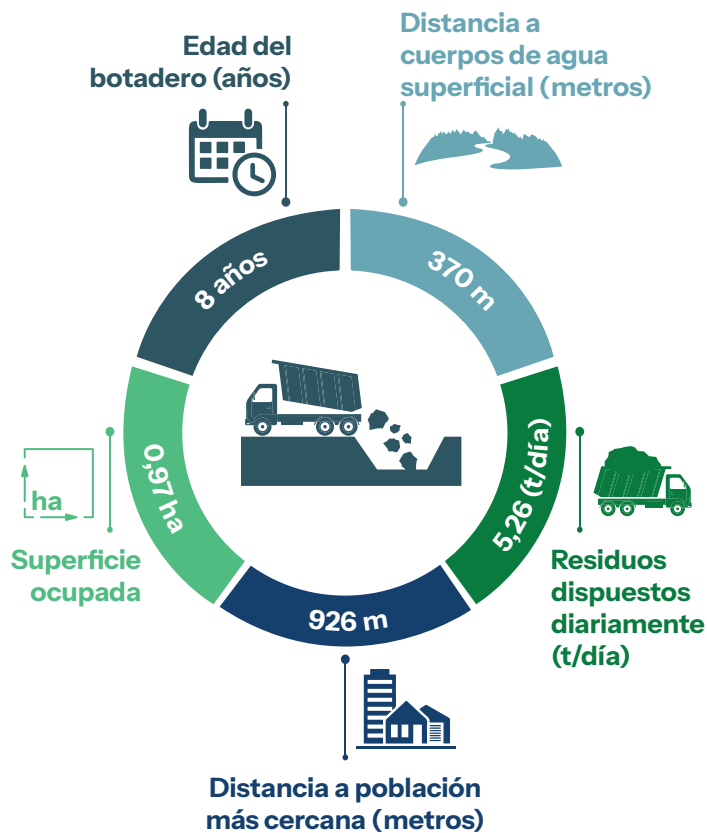 Edad del
botadero (años)
Distancia a
cuerpos de agua
superficial (metros)
8 años
370 m
0,97 ha
5,26 (t/día)
926 m
ha
Superficie
ocupada
Residuos
dispuestos
diariamente
(t/día)
Distancia a población
más cercana (metros)